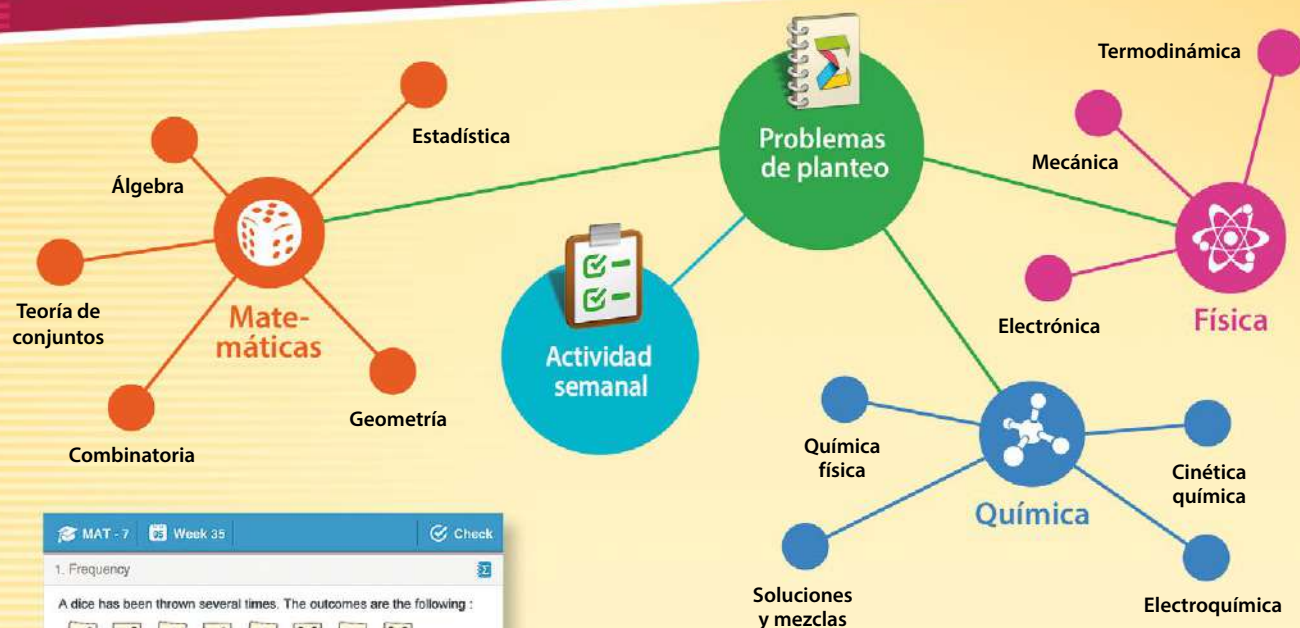 Estadística
Álgebra
Teoría de
conjuntos
Mate-
máticas
Combinatoria
Geometría
Problemas
de planteo
Actividad
semanal
Termodinámica
Mecánica
Electrónica
Física
Química
física
Cinética
química
Química
Soluciones
y mezclas
Electroquímica
MAT - 7
35
Week 35
Check
1. Frequency
Σ
A dice has been thrown several times. The outcomes are the following :